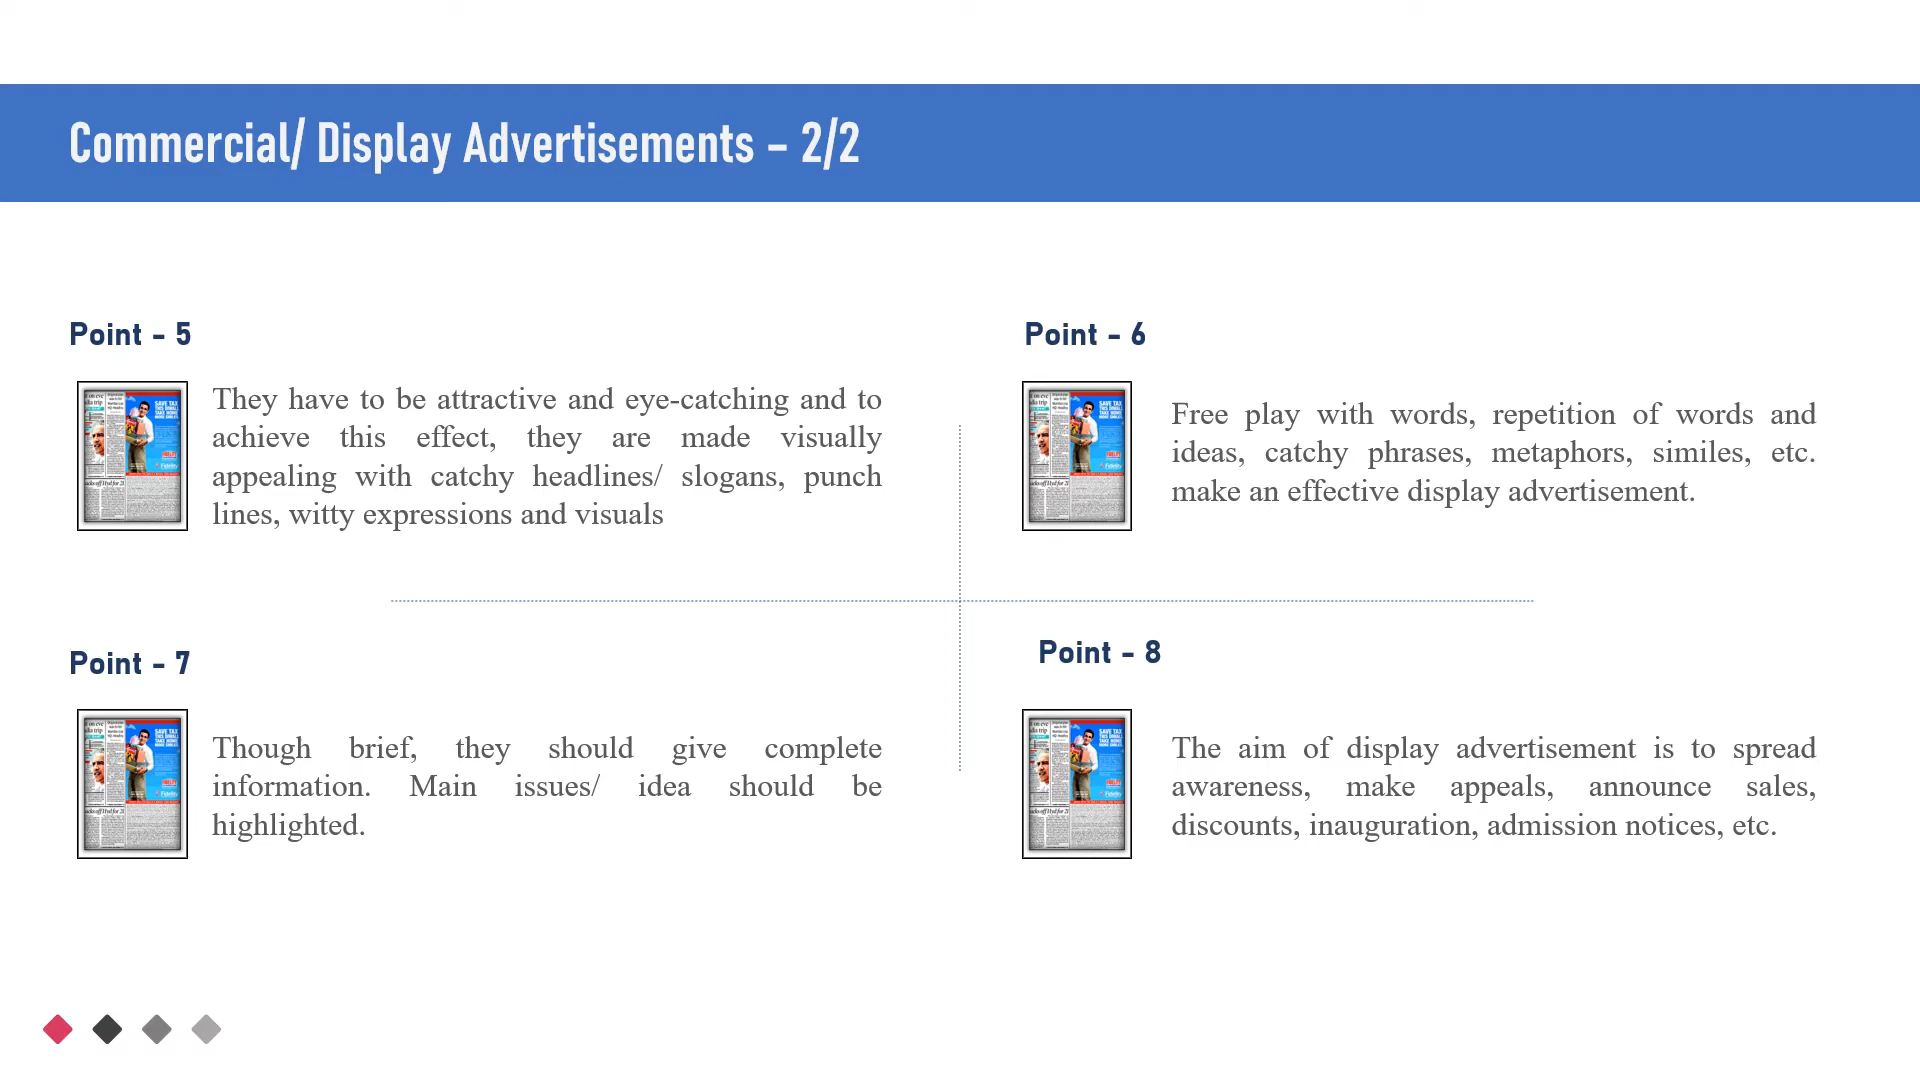 Commercial/ Display Advertisements – 2/2
Point - 5
They have to be attractive and eye-catching and to
achieve this effect, they are made visually
appealing with catchy headlines/ slogans, punch
lines, witty expressions and visuals
Point - 6
Free play with words, repetition of words and
ideas, catchy phrases, metaphors, similes, etc.
make an effective display advertisement.
Point - 7
Though brief, they should give complete
information. Main issues/ idea should be
highlighted.
Point - 8
The aim of display advertisement is to spread
awareness, make appeals, announce sales,
discounts, inauguration, admission notices, etc.